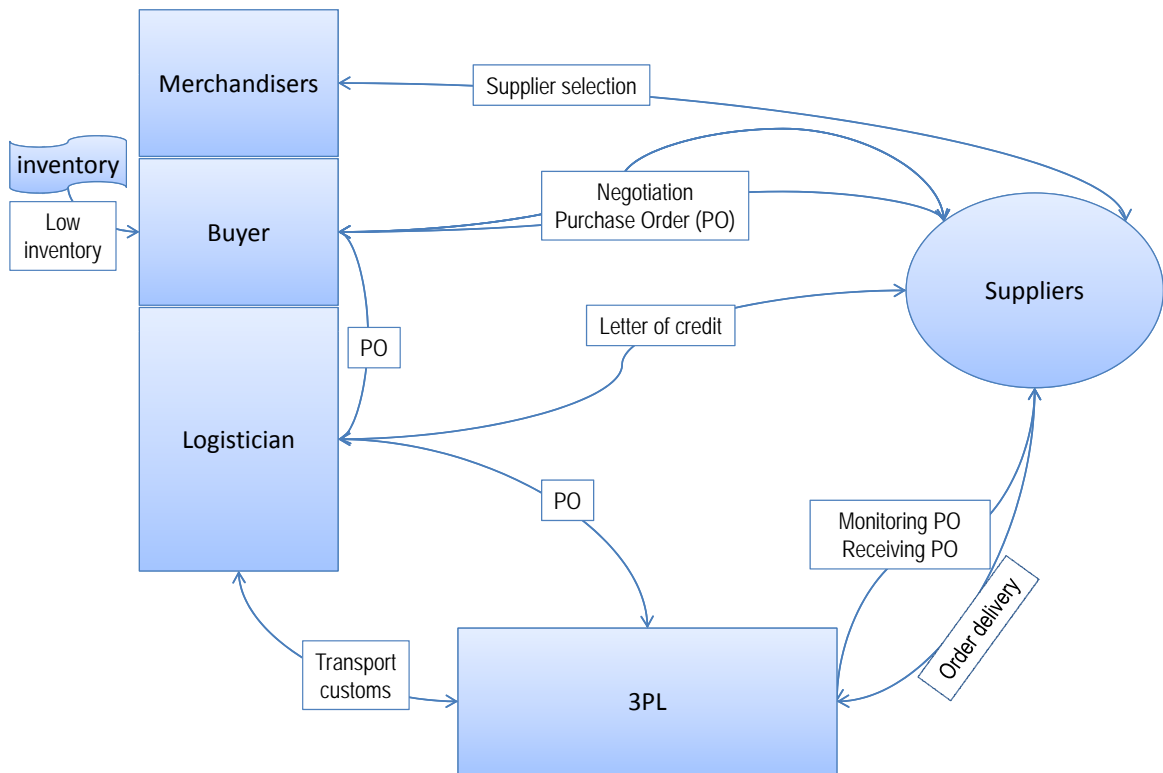 Merchandisers
Supplier selection
inventory
Low
inventory
Buyer
Negotiation
Purchase Order (PO)
Suppliers
Letter of credit
PO
Logistician
PO
Monitoring PO
Receiving PO
Order delivery
Transport
customs
3PL